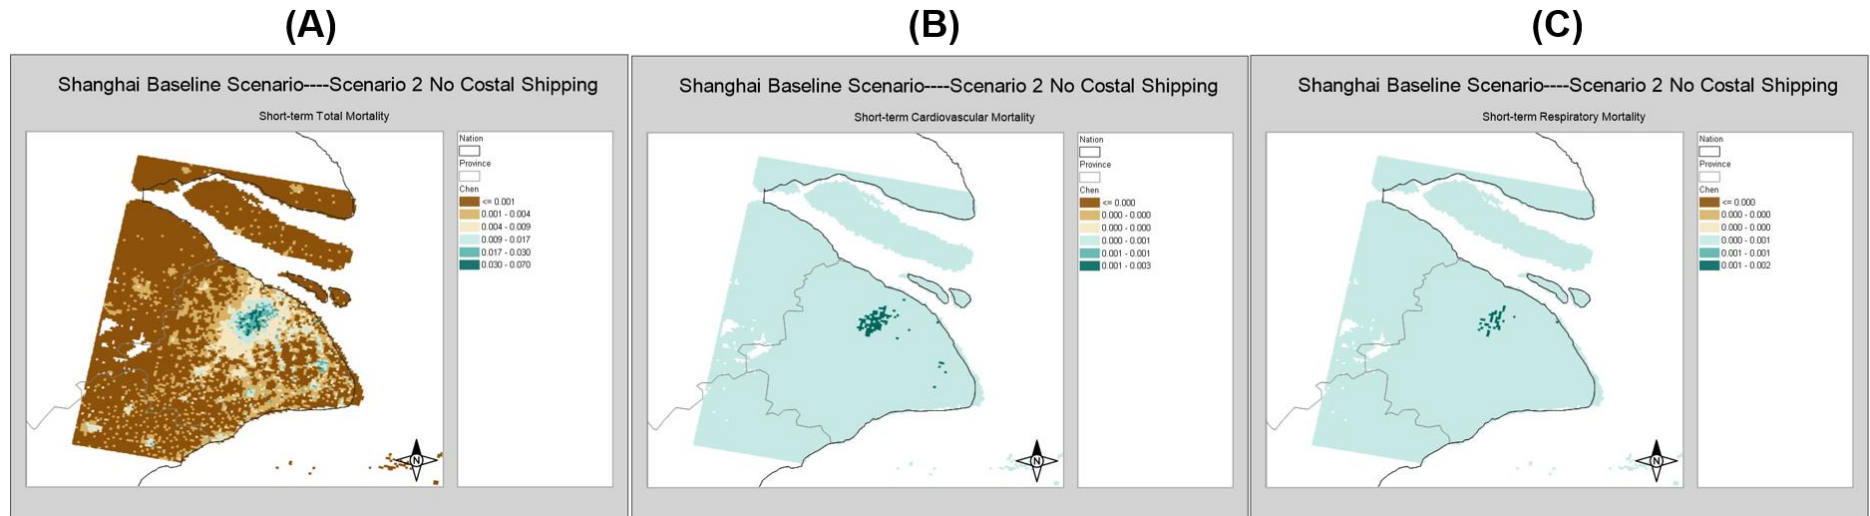 (A)
(B)
(C)
Shanghai Baseline Scenario----Scenario 2 No Costal Shipping
Short-term Total Mortality
Nation
Province
Chen
<= 0.001
0.001 - 0.004
0.004 - 0.009
0.009 - 0.017
0.017 - 0.030
0.030 - 0.070
N
Shanghai Baseline Scenario----Scenario 2 No Costal Shipping
Short-term Cardiovascular Mortality
Nation
Province
Chen
<= 0.000
0.000 - 0.000
0.000 - 0.000
0.000 - 0.001
0.001 - 0.001
0.001 - 0.003
N
Shanghai Baseline Scenario----Scenario 2 No Costal Shipping
Short-term Respiratory Mortality
Nation
Province
Chen
<= 0.000
0.000 - 0.000
0.000 - 0.000
0.000 - 0.001
0.001 - 0.001
0.001 - 0.002
N